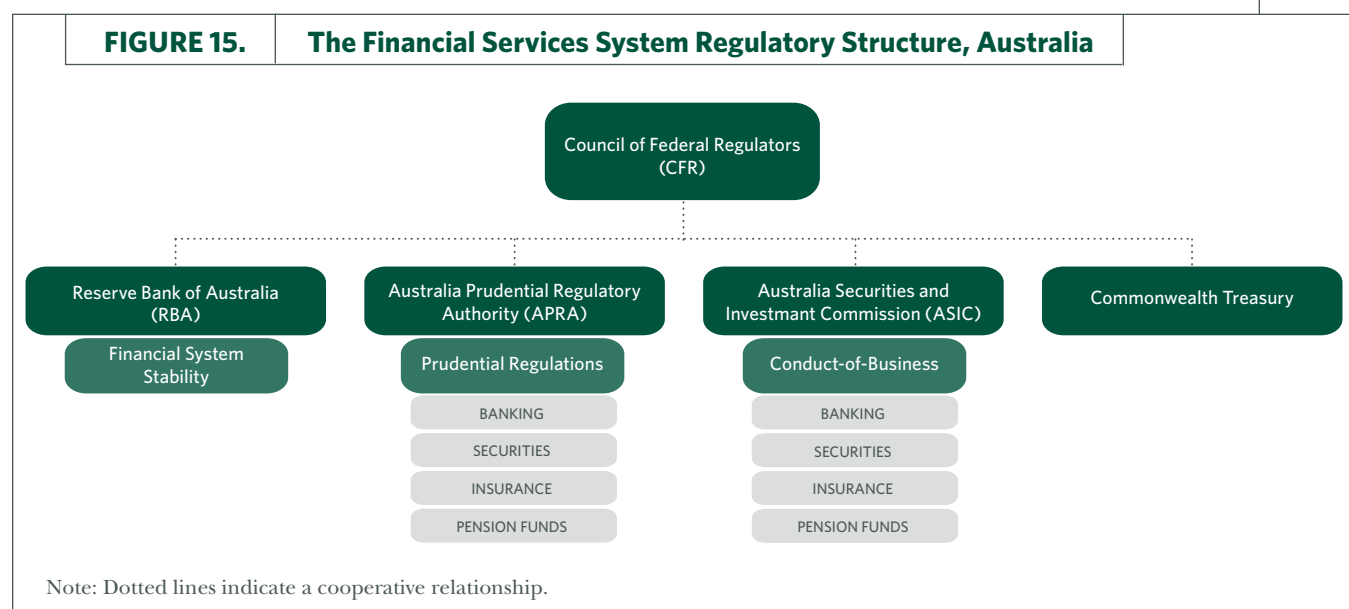 FIGURE 15. The Financial Services System Regulatory Structure, Australia
Council of Federal Regulators
(CFR)
Reserve Bank of Australia
(RBA)
Financial System
Stability
Australia Prudential Regulatory
Authority (APRA)
Prudential Regulations
BANKING
SECURITIES
INSURANCE
PENSION FUNDS
Australia Securities and
Investmant Commission (ASIC)
Conduct-of-Business
BANKING
SECURITIES
INSURANCE
PENSION FUNDS
Commonwealth Treasury
Note: Dotted lines indicate a cooperative relationship.